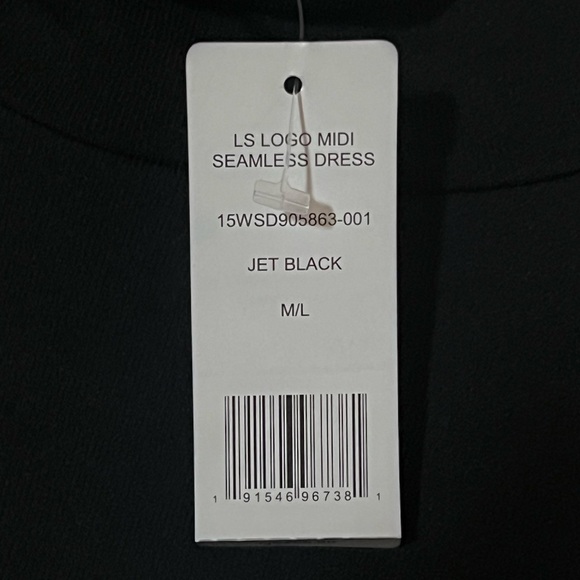 LS LOGO MIDI
SEAMLESS DRESS
15WSD905863-001
JET BLACK
M/L
1 91546 96738 1